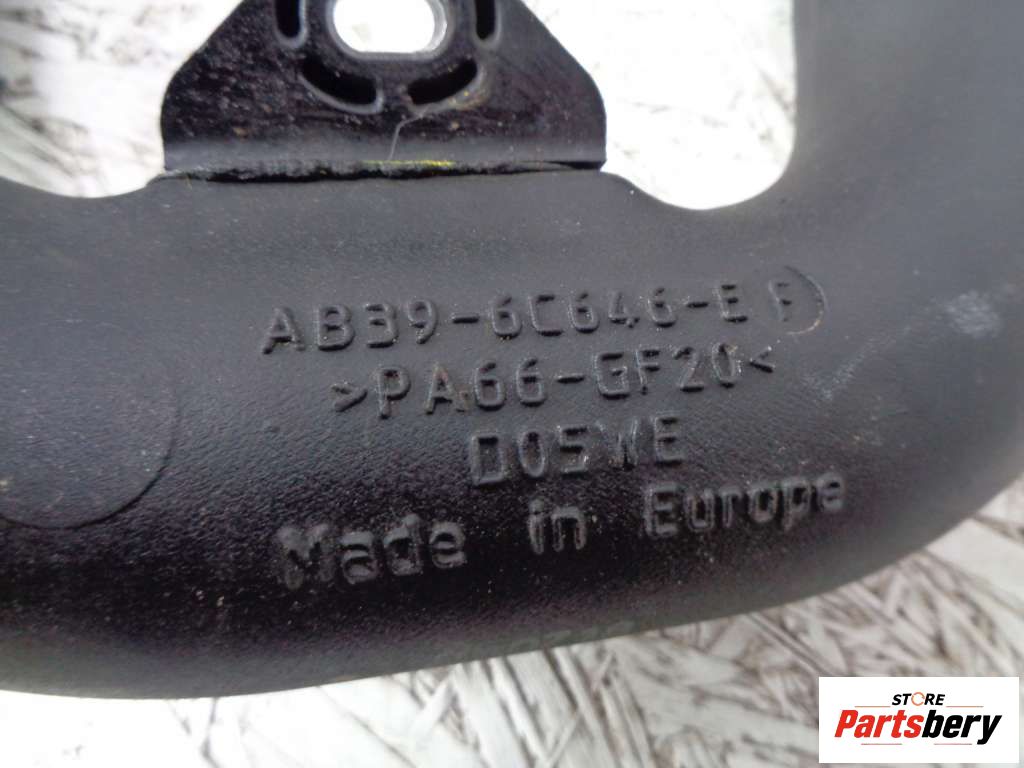 AB39-6C646-E F
>PA66-GF20<
D05WE
Made in Europe
STORE
Partsbery